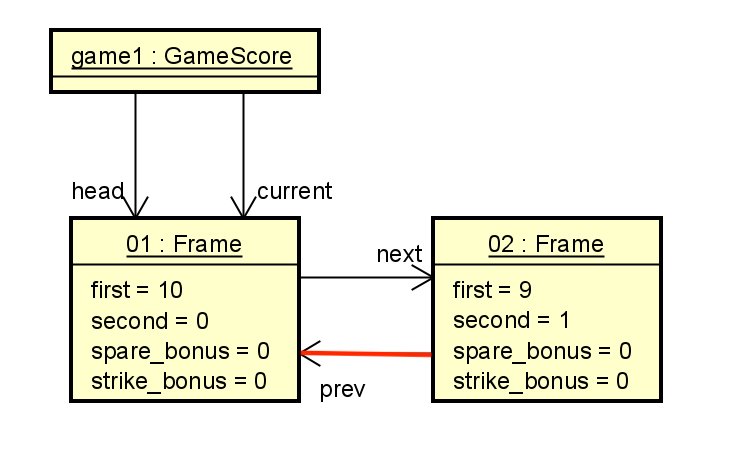 game1 : GameScore
head
current
01 : Frame
first = 10
second = 0
spare_bonus = 0
strike_bonus = 0
next
prev
02 : Frame
first = 9
second = 1
spare_bonus = 0
strike_bonus = 0